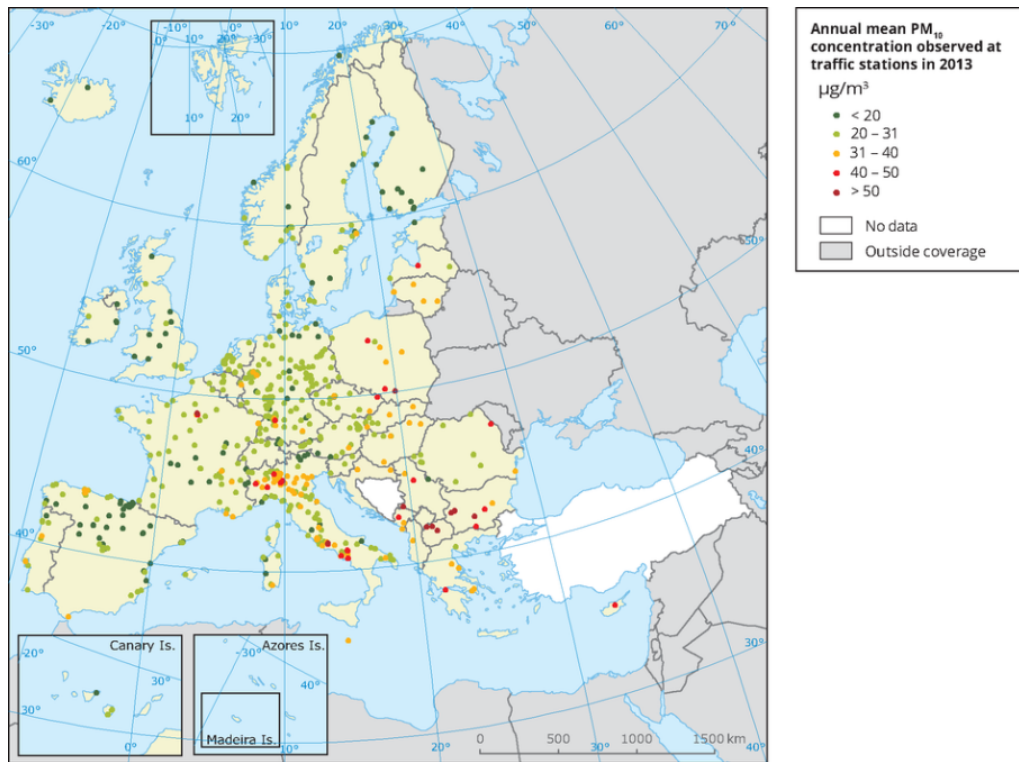 -30° -20° -10° 0° 10° 20° 30° 40° 50° 60° 70°
0° 10° 20° 30°
10° 20°
60°
50°
50°
40°
40°
30°
Canary Is.
-20°
30°
30°
Azores Is.
-30°
40°
Madeira Is.
0° 10° 20° 30° 40°
0 500 1000 1500 km
Annual mean PM₁₀
concentration observed at
traffic stations in 2013
µg/m³
< 20
20 – 31
31 – 40
40 – 50
> 50
No data
Outside coverage